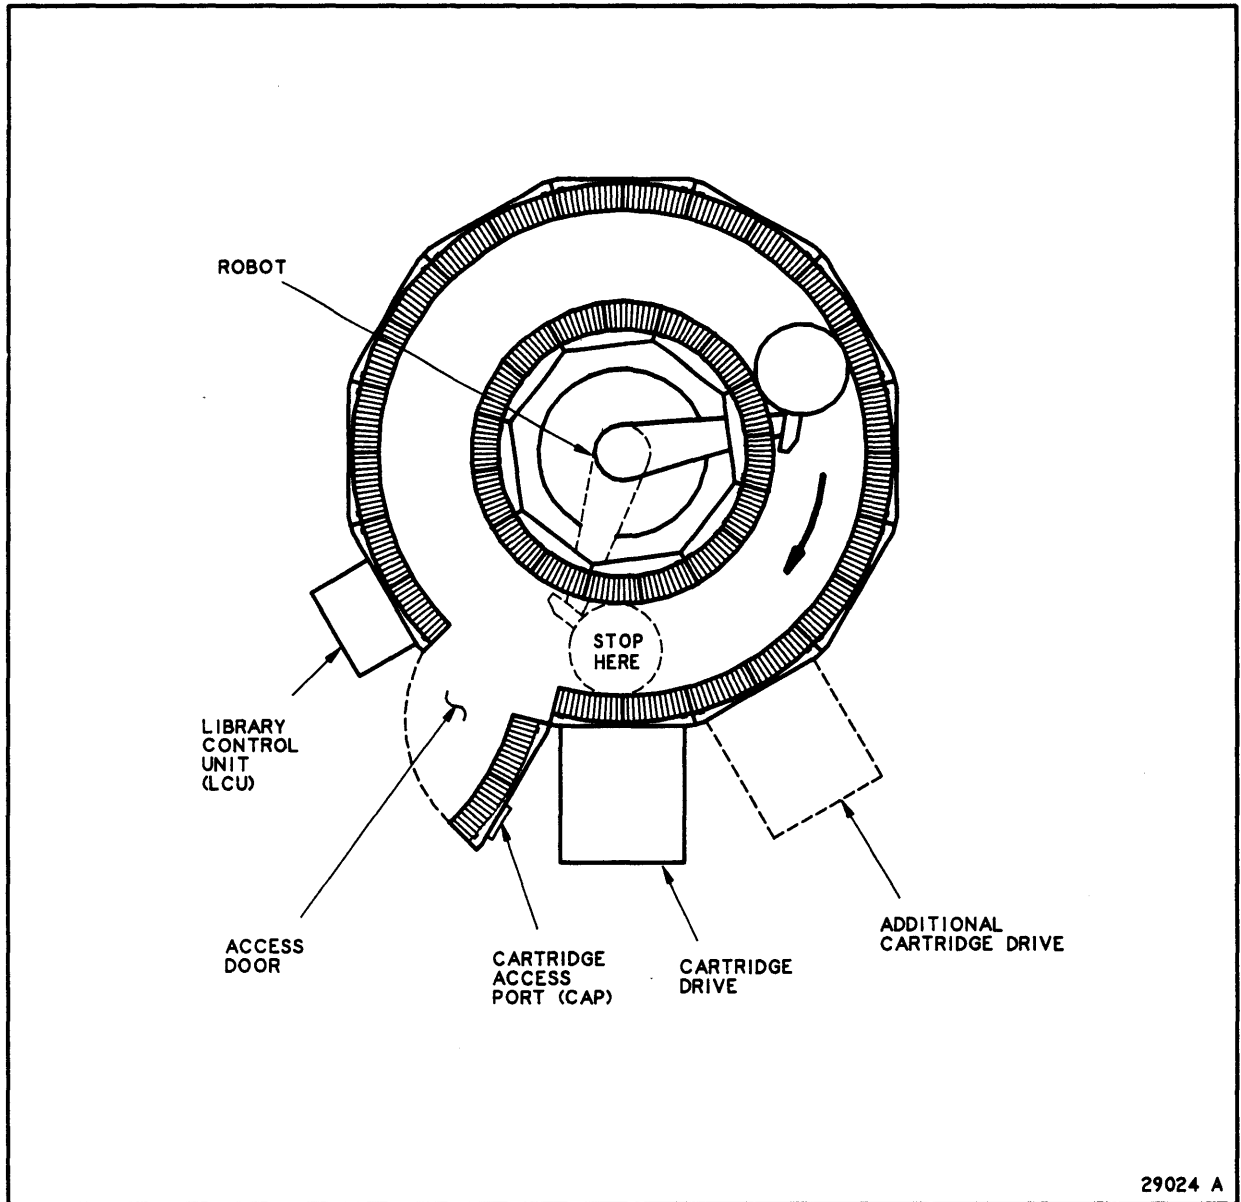 ROBOT
STOP
HERE
LIBRARY
CONTROL
UNIT
(LCU)
ACCESS
DOOR
CARTRIDGE
ACCESS
PORT (CAP)
CARTRIDGE
DRIVE
ADDITIONAL
CARTRIDGE DRIVE
29024 A